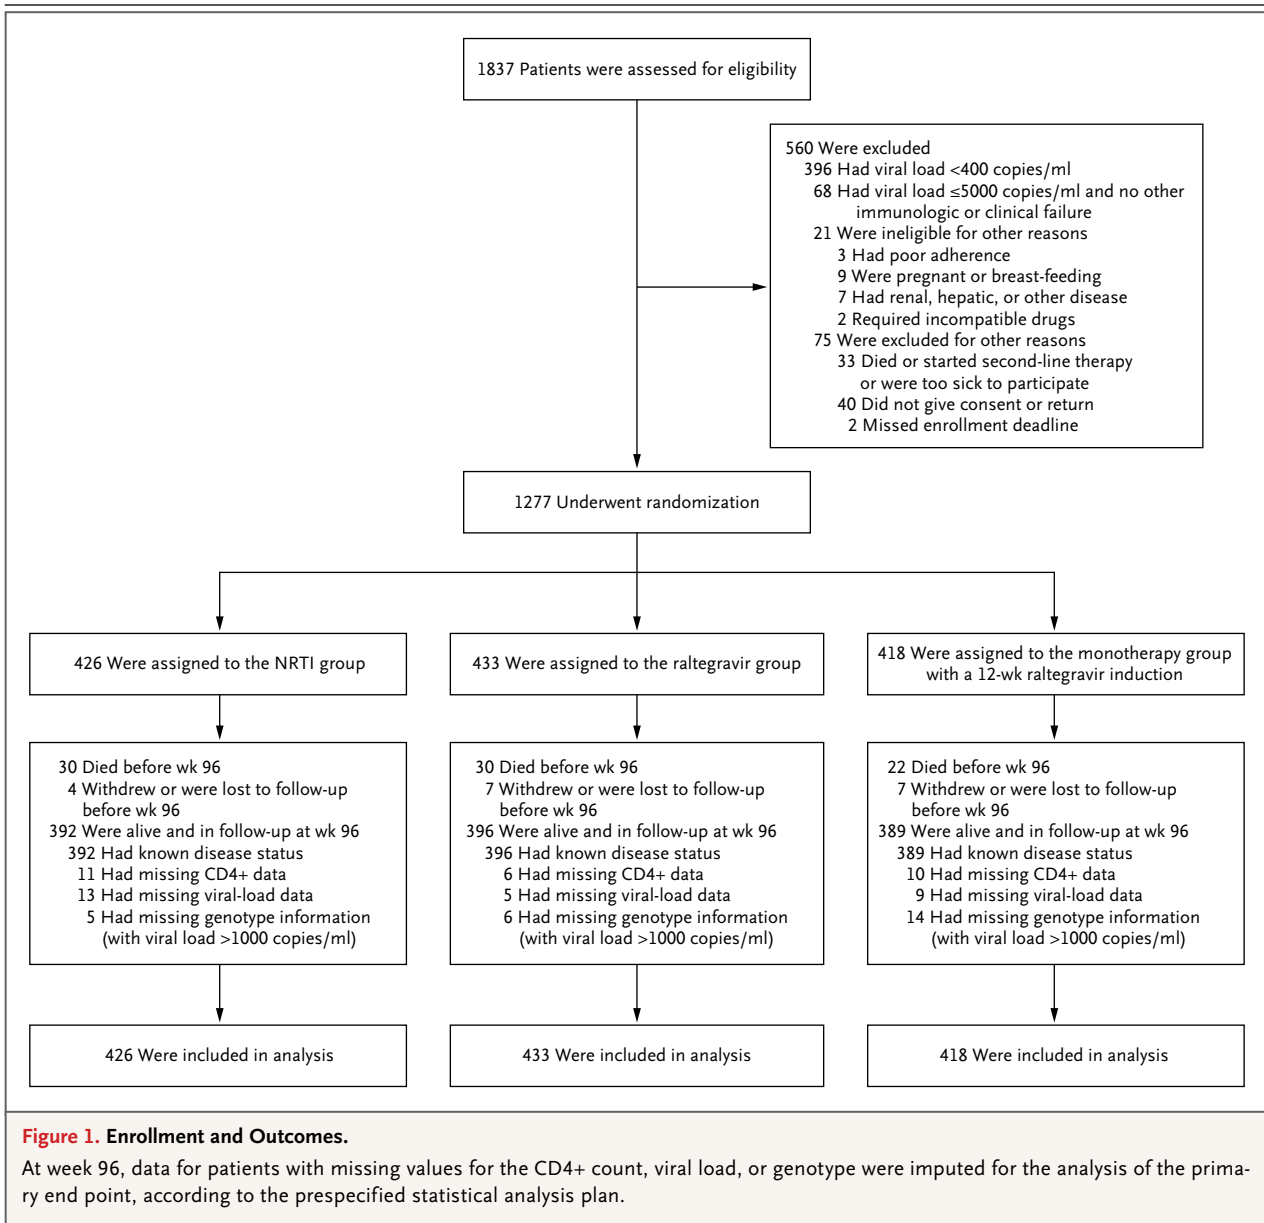 1837 Patients were assessed for eligibility
560 Were excluded
396 Had viral load <400 copies/ml
68 Had viral load ≤5000 copies/ml and no other
immunologic or clinical failure
21 Were ineligible for other reasons
3 Had poor adherence
9 Were pregnant or breast-feeding
7 Had renal, hepatic, or other disease
2 Required incompatible drugs
75 Were excluded for other reasons
33 Died or started second-line therapy
or were too sick to participate
40 Did not give consent or return
2 Missed enrollment deadline
1277 Underwent randomization
426 Were assigned to the NRTI group
433 Were assigned to the raltegravir group
418 Were assigned to the monotherapy group
with a 12-wk raltegravir induction
30 Died before wk 96
4 Withdrew or were lost to follow-up
before wk 96
392 Were alive and in follow-up at wk 96
392 Had known disease status
11 Had missing CD4+ data
13 Had missing viral-load data
5 Had missing genotype information
(with viral load >1000 copies/ml)
30 Died before wk 96
7 Withdrew or were lost to follow-up
before wk 96
396 Were alive and in follow-up at wk 96
396 Had known disease status
6 Had missing CD4+ data
5 Had missing viral-load data
6 Had missing genotype information
(with viral load >1000 copies/ml)
22 Died before wk 96
7 Withdrew or were lost to follow-up
before wk 96
389 Were alive and in follow-up at wk 96
389 Had known disease status
10 Had missing CD4+ data
9 Had missing viral-load data
14 Had missing genotype information
(with viral load >1000 copies/ml)
426 Were included in analysis
433 Were included in analysis
418 Were included in analysis
Figure 1. Enrollment and Outcomes.
At week 96, data for patients with missing values for the CD4+ count, viral load, or genotype were imputed for the analysis of the prima-
ry end point, according to the prespecified statistical analysis plan.